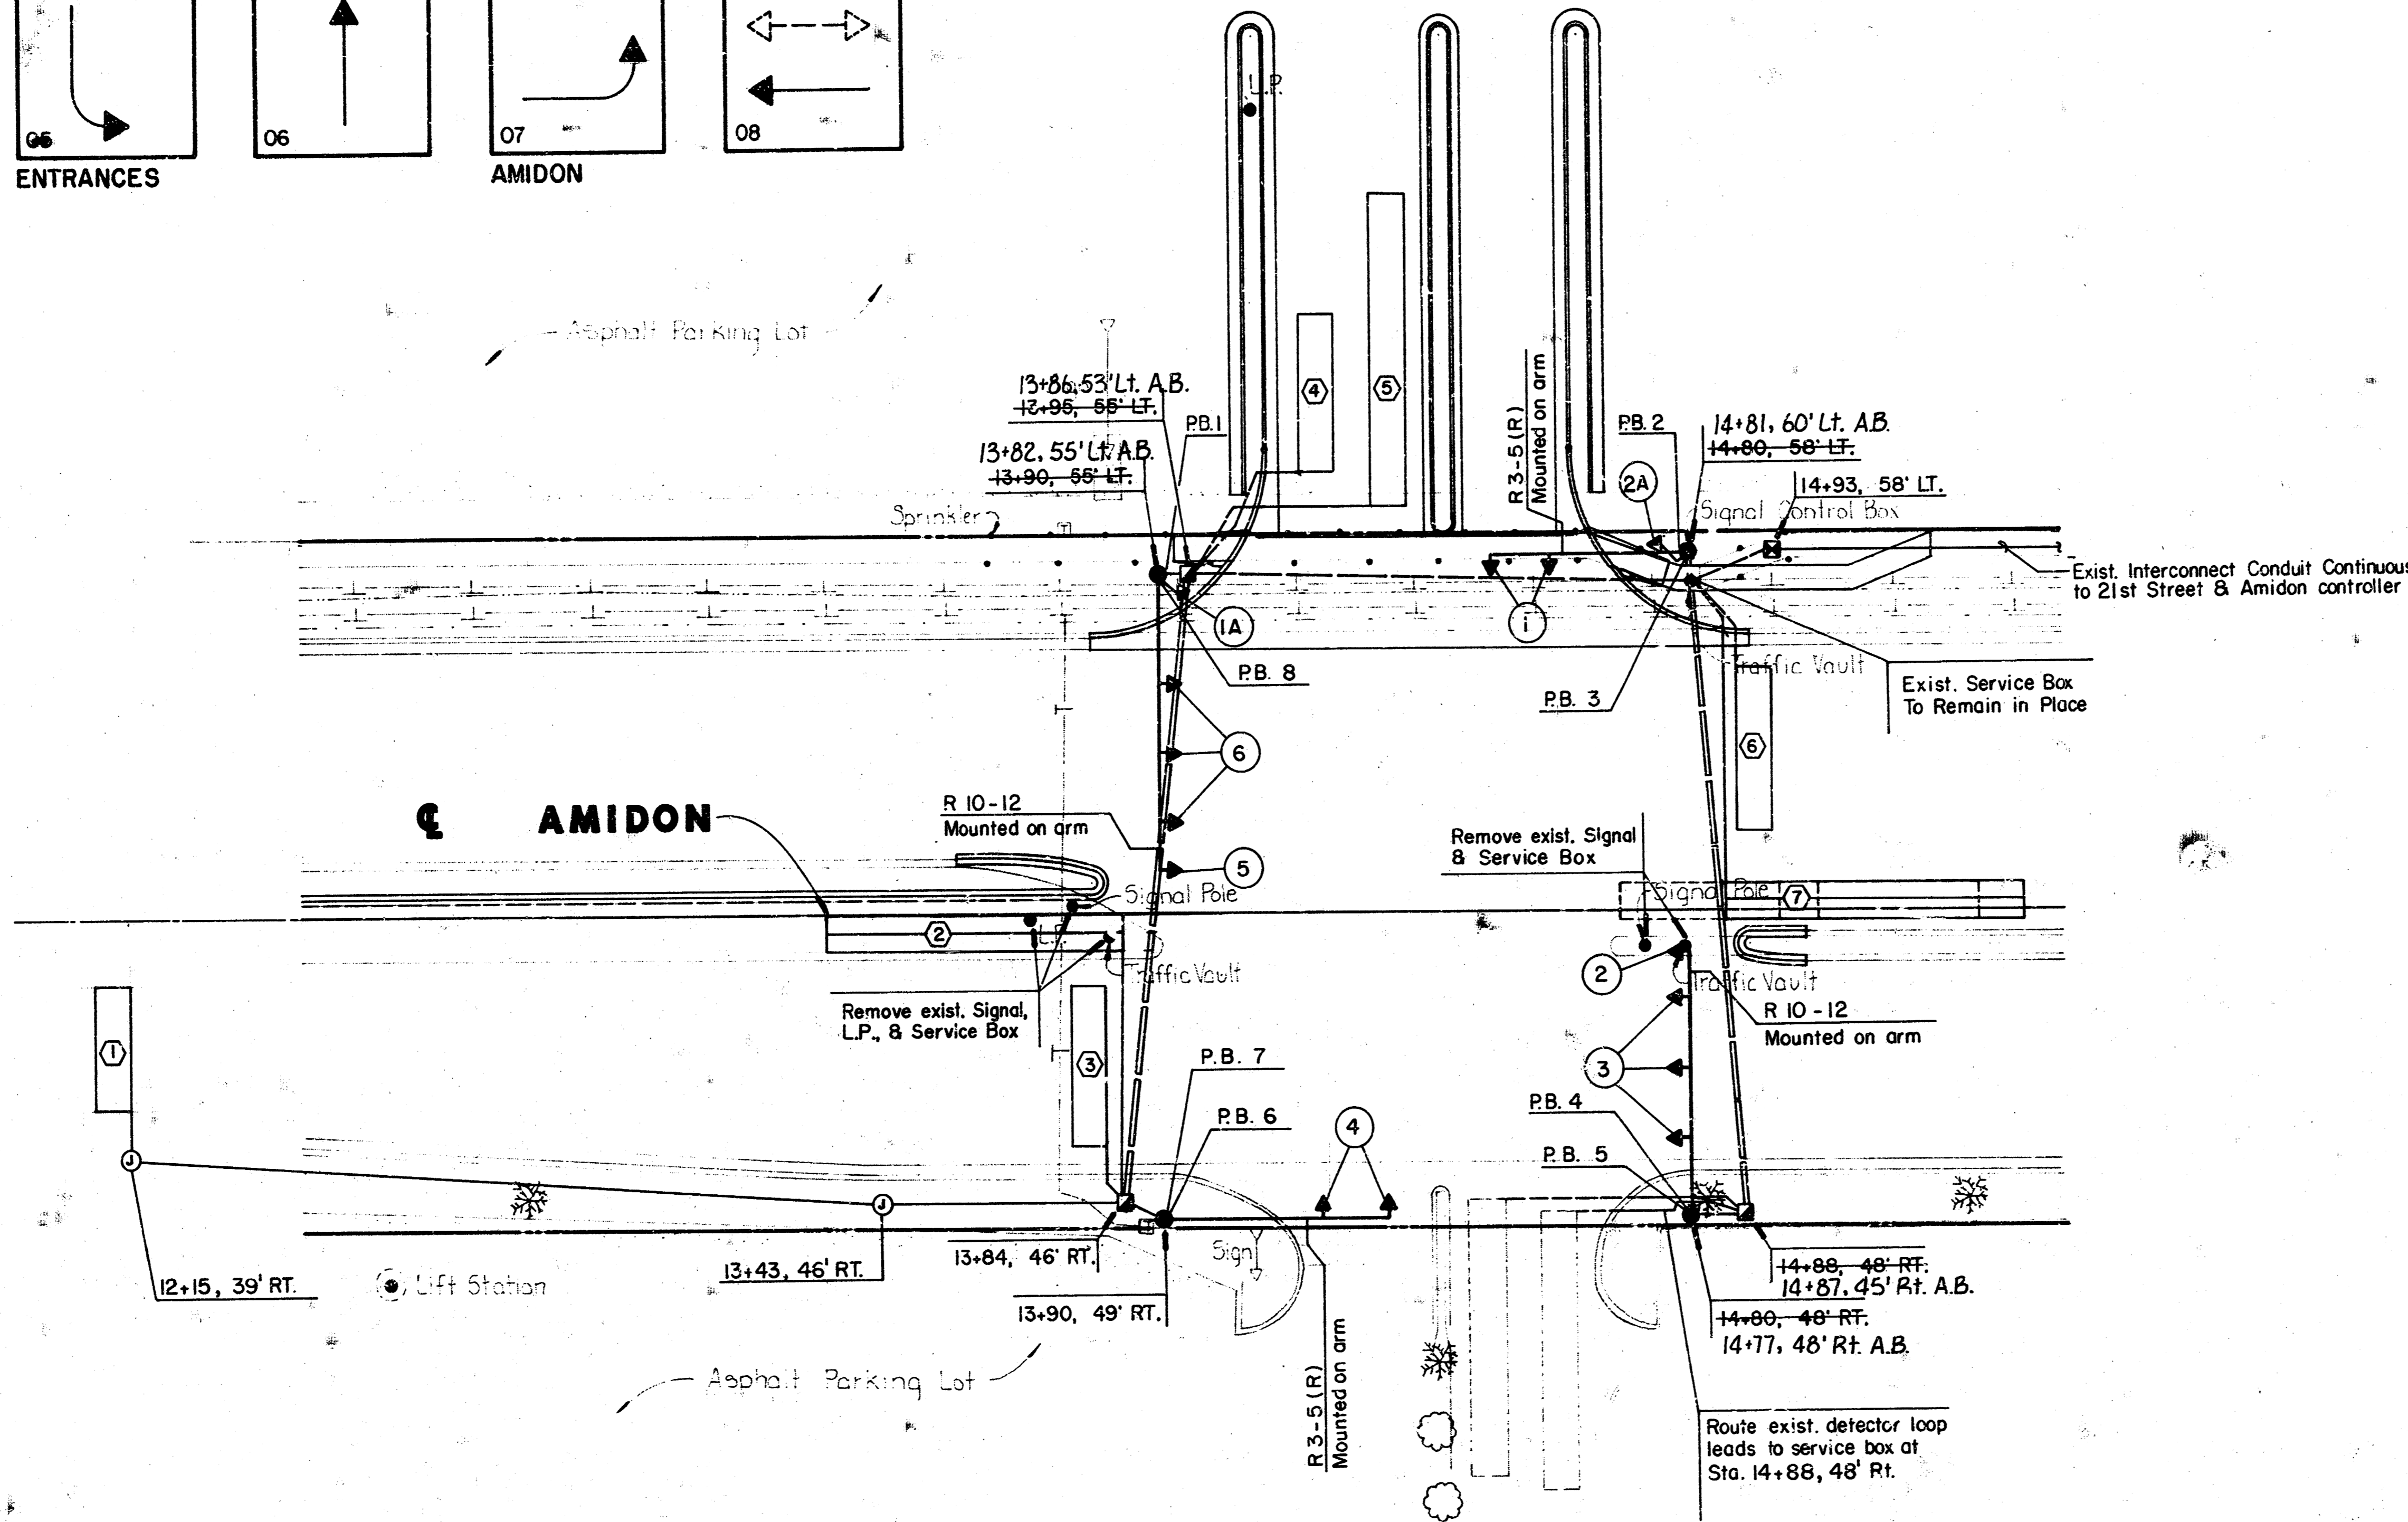 05
06
07
08
ENTRANCES
AMIDON
L.P.
Asphalt Parking Lot
13+86,53' Lt. A.B.
13+95, 55' LT.
P.B. 1
13+82, 55' Lt A.B.
13+90, 55' LT.
4
5
R 3-5 (R)
Mounted on arm
P.B. 2
14+81, 60' Lt. A.B.
14+80, 58' LT.
2A
14+93, 58' LT.
Signal Control Box
Sprinkler
Exist. Interconnect Conduit Continuous
to 21st Street & Amidon controller
1A
1
P.B. 8
P.B. 3
Traffic Vault
Exist. Service Box
To Remain in Place
6
6
℄ AMIDON
R 10-12
Mounted on arm
Remove exist. Signal
& Service Box
5
Signal Pole
Signal Pole
7
2
Traffic Vault
2
Traffic Vault
Remove exist. Signal,
L.P., & Service Box
R 10-12
Mounted on arm
1
3
P.B. 7
3
P.B. 6
4
P.B. 4
P.B. 5
J
J
12+15, 39' RT.
Lift Station
13+43, 46' RT.
13+84, 46' RT.
Sign
13+90, 49' RT.
14+88, 48' RT.
14+87, 45' Rt. A.B.
14+80, 48' RT.
14+77, 48' Rt. A.B.
Asphalt Parking Lot
R 3-5 (R)
Mounted on arm
Route exist. detector loop
leads to service box at
Sta. 14+88, 48' Rt.